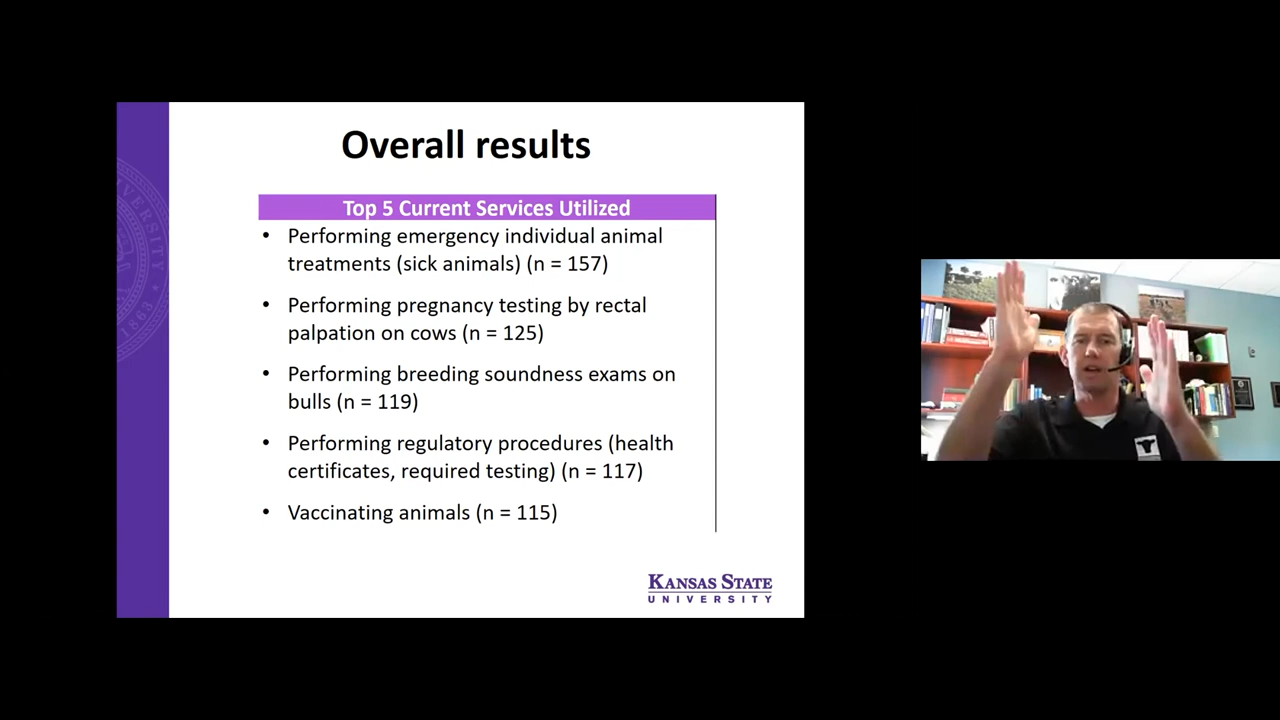 Overall results
Top 5 Current Services Utilized
• Performing emergency individual animal
treatments (sick animals) (n = 157)
• Performing pregnancy testing by rectal
palpation on cows (n = 125)
• Performing breeding soundness exams on
bulls (n = 119)
• Performing regulatory procedures (health
certificates, required testing) (n = 117)
• Vaccinating animals (n = 115)
KANSAS STATE
UNIVERSITY
VERSITY
1863